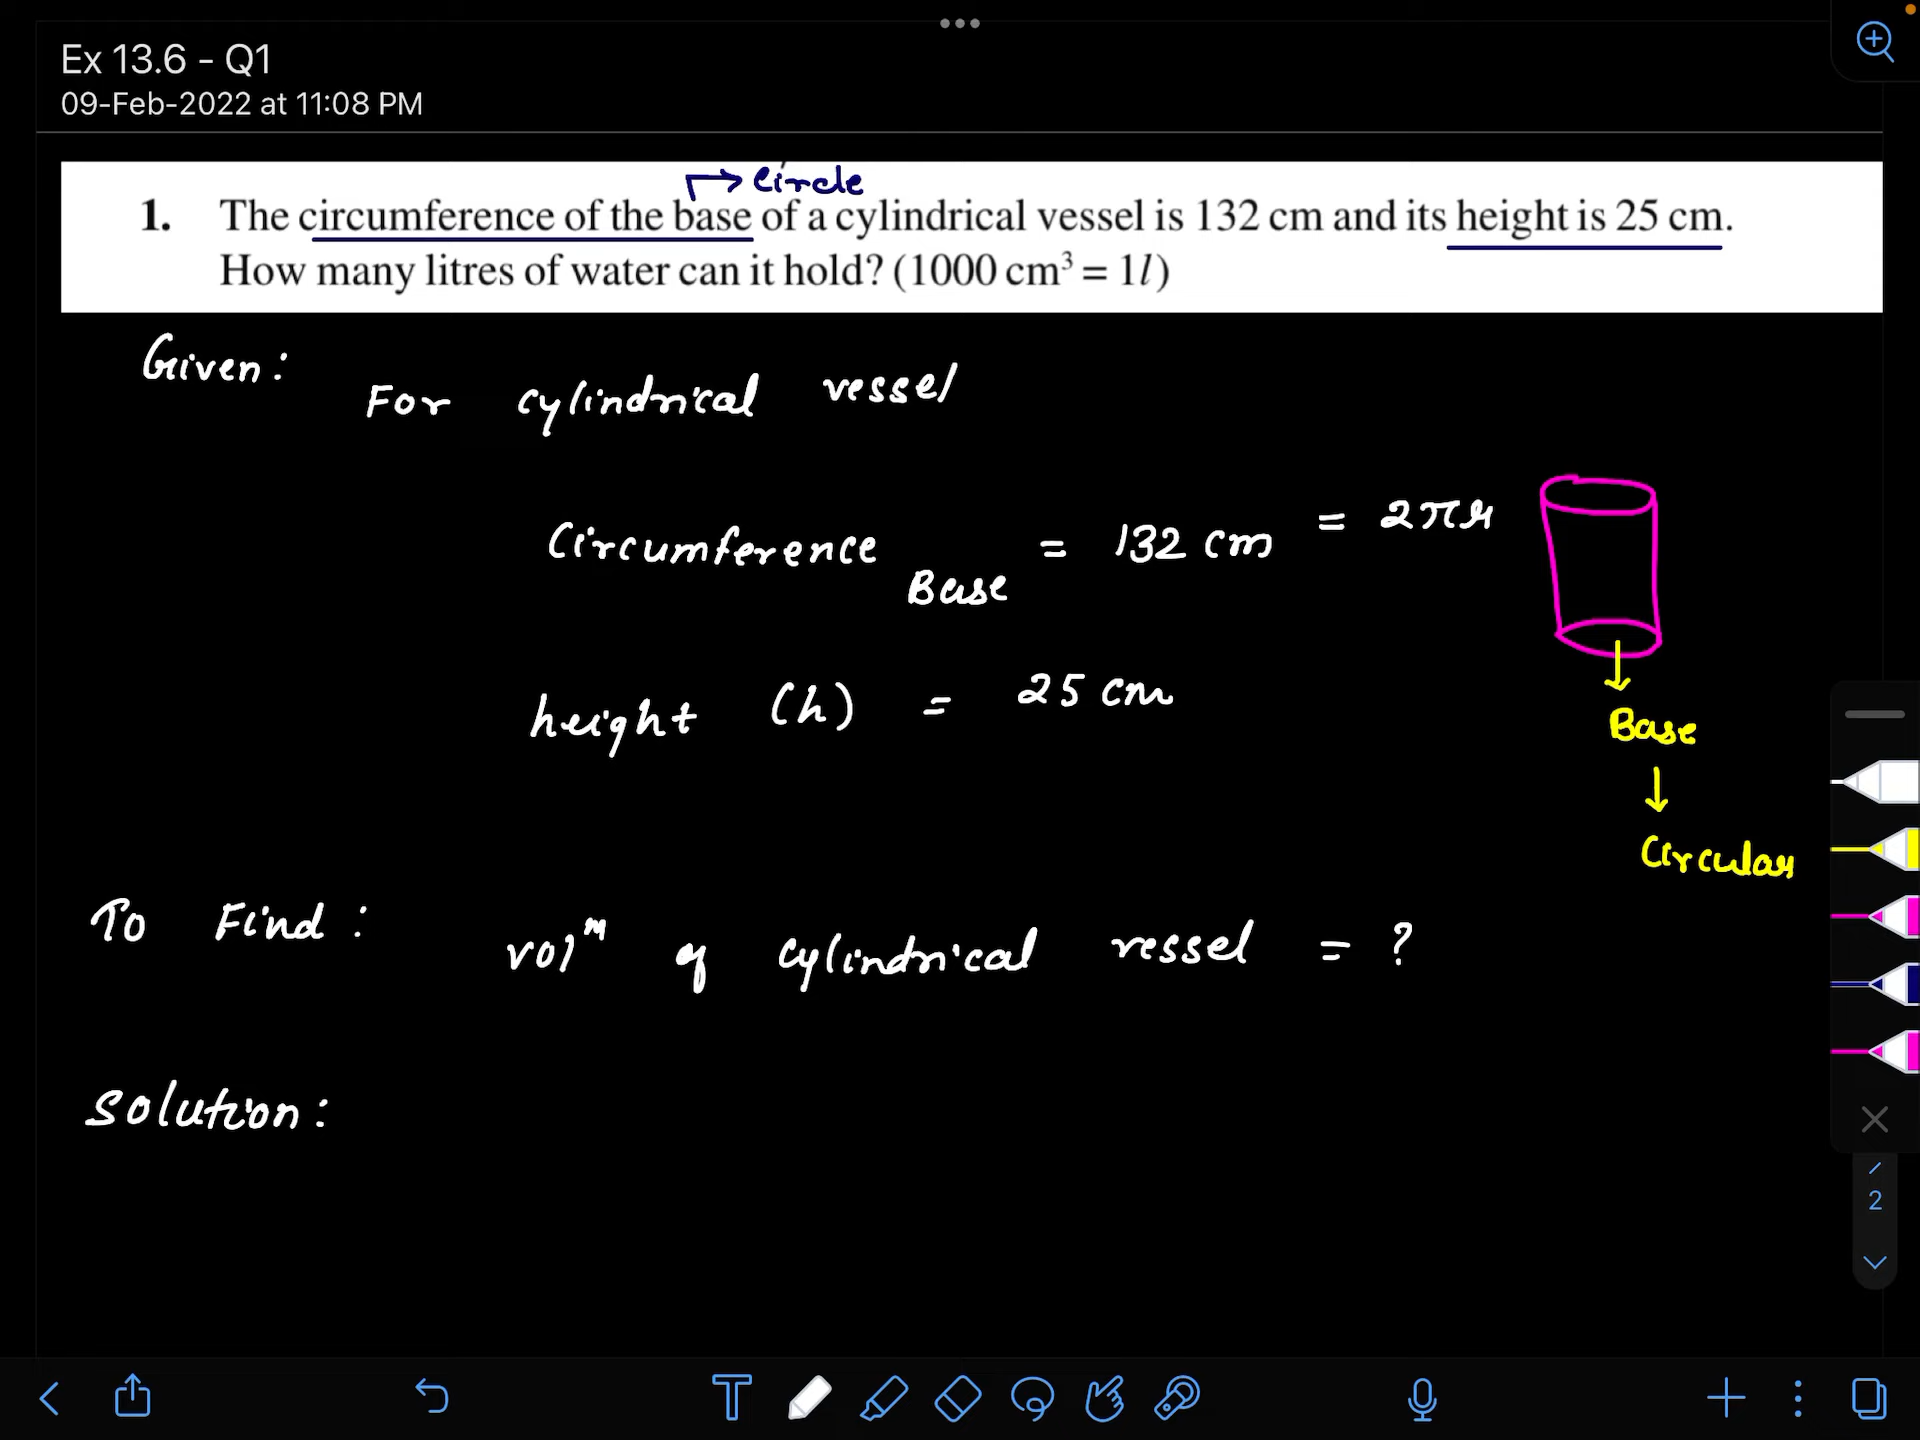 Ex 13.6 - Q1
09-Feb-2022 at 11:08 PM
circle
1. The circumference of the base of a cylindrical vessel is 132 cm and its height is 25 cm.
How many litres of water can it hold? (1000 cm³ = 1l)
Given:
For cylindrical vessel
Circumference Base = 132 cm = 2πr
height (h) = 25 cm
Base
Circular
To Find: volᵐ of cylindrical vessel = ?
Solution:
2